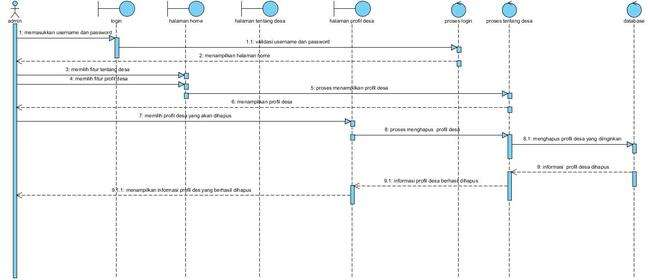 admin
login
halaman home
halaman tentang desa
halaman profil desa
proses login
proses tentang desa
database
1: memasukkan username dan password
1.1: validasi username dan password
2: menampilkan halaman home
3: memilih fitur tentang desa
4: memilih fitur profil desa
5: proses menampilkan profil desa
6: menampilkan profil desa
7: memilih profil desa yang akan dihapus
8: proses menghapus profil desa
8.1: menghapus profil desa yang diinginkan
9: informasi profil desa dihapus
9.1: informasi profil desa berhasil dihapus
9.1.1: menampilkan informasi profil des yang berhasil dihapus